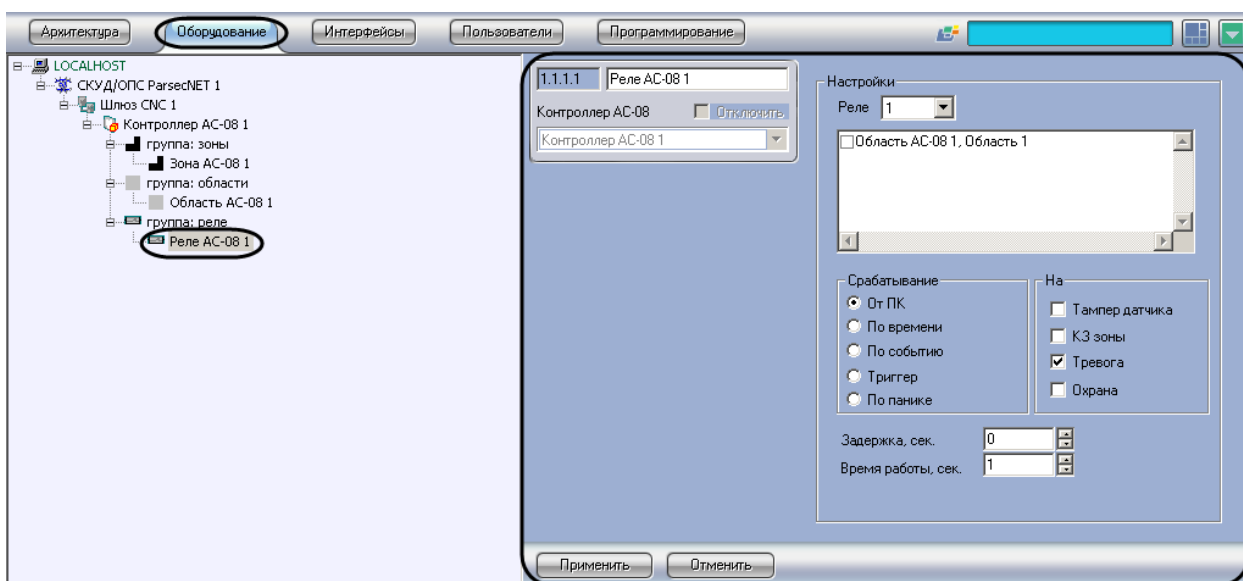 Архитектура
Оборудование
Интерфейсы
Пользователи
Программирование
LOCALHOST
СКУД/ОПС ParsecNET 1
Шлюз CNC 1
Контроллер AC-08 1
группа: зоны
Зона AC-08 1
группа: области
Область AC-08 1
группа: реле
Реле AC-08 1
1.1.1.1
Реле AC-08 1
Контроллер AC-08
Отключить
Контроллер AC-08 1
Настройки
Реле 1
Область AC-08 1, Область 1
Срабатывание
От ПК
По времени
По событию
Триггер
По панике
На
Тампер датчика
КЗ зоны
Тревога
Охрана
Задержка, сек. 0
Время работы, сек. 1
Применить
Отменить